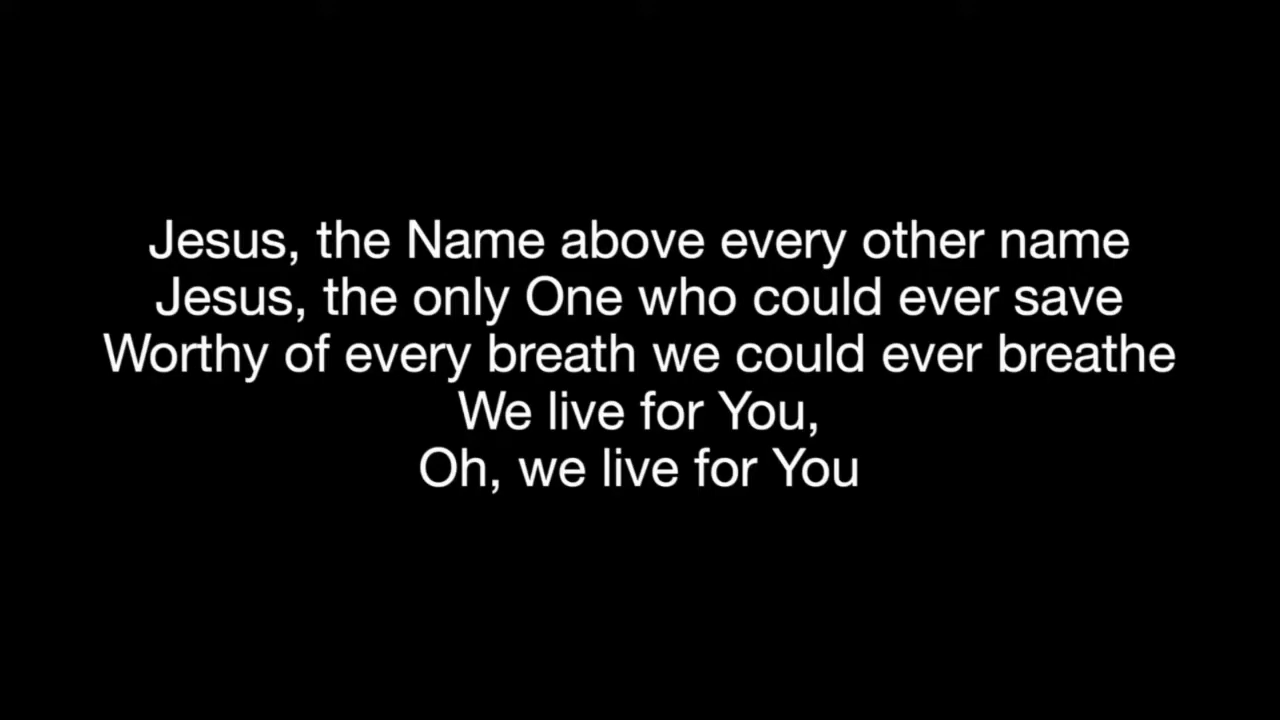 Jesus, the Name above every other name
Jesus, the only One who could ever save
Worthy of every breath we could ever breathe
We live for You,
Oh, we live for You